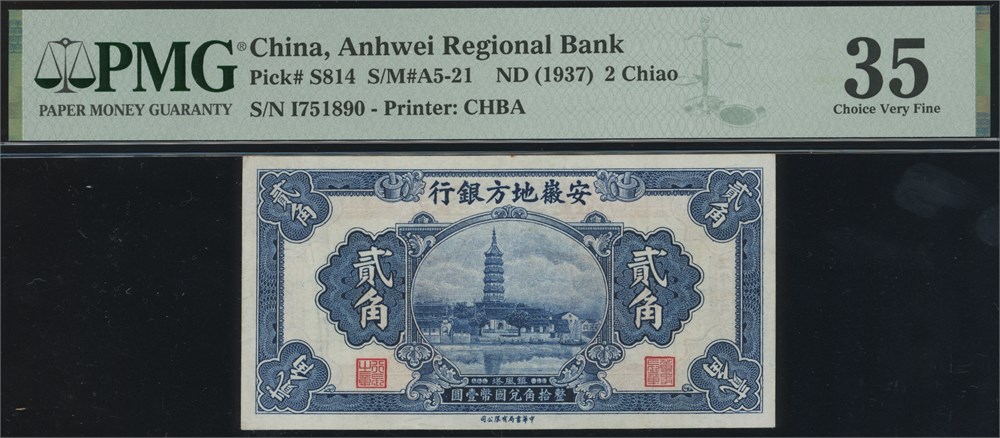 PMG®
PAPER MONEY GUARANTY
China, Anhwei Regional Bank
Pick# S814 S/M#A5-21 ND (1937) 2 Chiao
S/N I751890 - Printer: CHBA
35
Choice Very Fine
行銀方地徽安
貳角
貳角
貳角
貳角
貳角
貳角
塔風振
圓壹幣國兌角拾整
司公限有局書華中